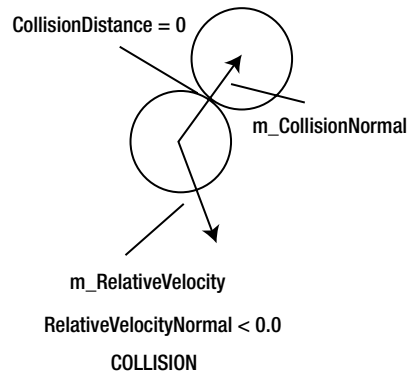 CollisionDistance = 0
m_CollisionNormal
m_RelativeVelocity
RelativeVelocityNormal < 0.0
COLLISION